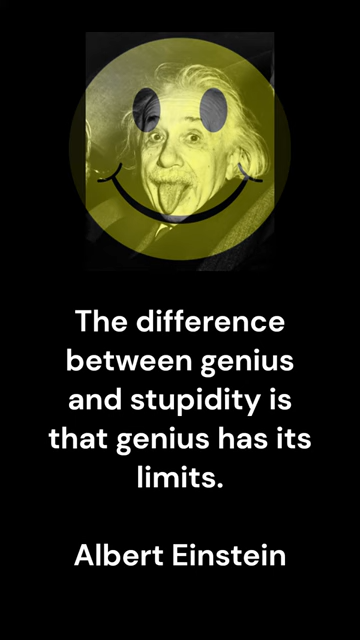 The difference
between genius
and stupidity is
that genius has its
limits.
Albert Einstein